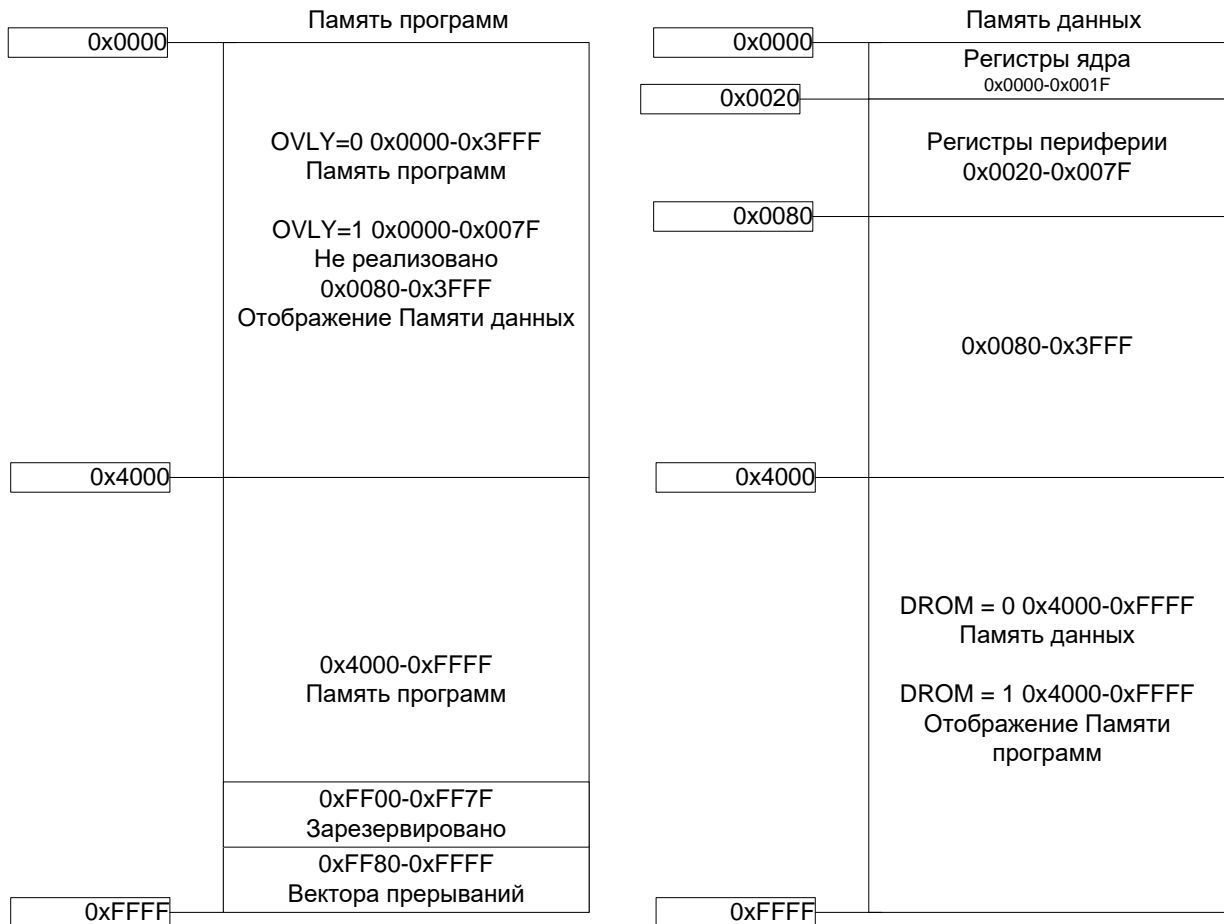 Память программ
0x0000
OVLY=0 0x0000-0x3FFF
Память программ
OVLY=1 0x0000-0x007F
Не реализовано
0x0080-0x3FFF
Отображение Памяти данных
0x4000
0x4000-0xFFFF
Память программ
0xFF00-0xFF7F
Зарезервировано
0xFF80-0xFFFF
Вектора прерываний
0xFFFF
Память данных
0x0000
Регистры ядра
0x0000-0x001F
0x0020
Регистры периферии
0x0020-0x007F
0x0080
0x0080-0x3FFF
0x4000
DROM = 0 0x4000-0xFFFF
Память данных
DROM = 1 0x4000-0xFFFF
Отображение Памяти
программ
0xFFFF